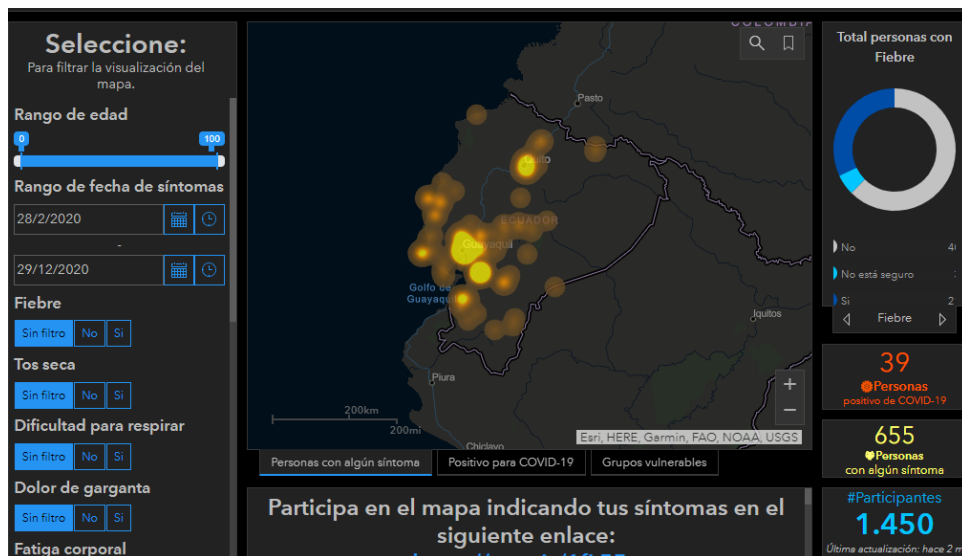 Seleccione:
Para filtrar la visualización del
mapa.
Rango de edad
0
100
Rango de fecha de síntomas
28/2/2020
-
29/12/2020
Fiebre
Sin filtro No Si
Tos seca
Sin filtro No Si
Dificultad para respirar
Sin filtro No Si
Dolor de garganta
Sin filtro No Si
Fatiga corporal
COLOMBIA
Pasto
Quito
ECUADOR
Guayaquil
Golfo de
Guayaquil
Iquitos
Piura
Chiclayo
200km
200mi
+
−
Esri, HERE, Garmin, FAO, NOAA, USGS
Personas con algún síntoma
Positivo para COVID-19
Grupos vulnerables
Participa en el mapa indicando tus síntomas en el
siguiente enlace:
Total personas con
Fiebre
No
No está seguro
Si
Fiebre
39
Personas
positivo de COVID-19
655
Personas
con algún síntoma
#Participantes
1.450
Última actualización: hace 2 m